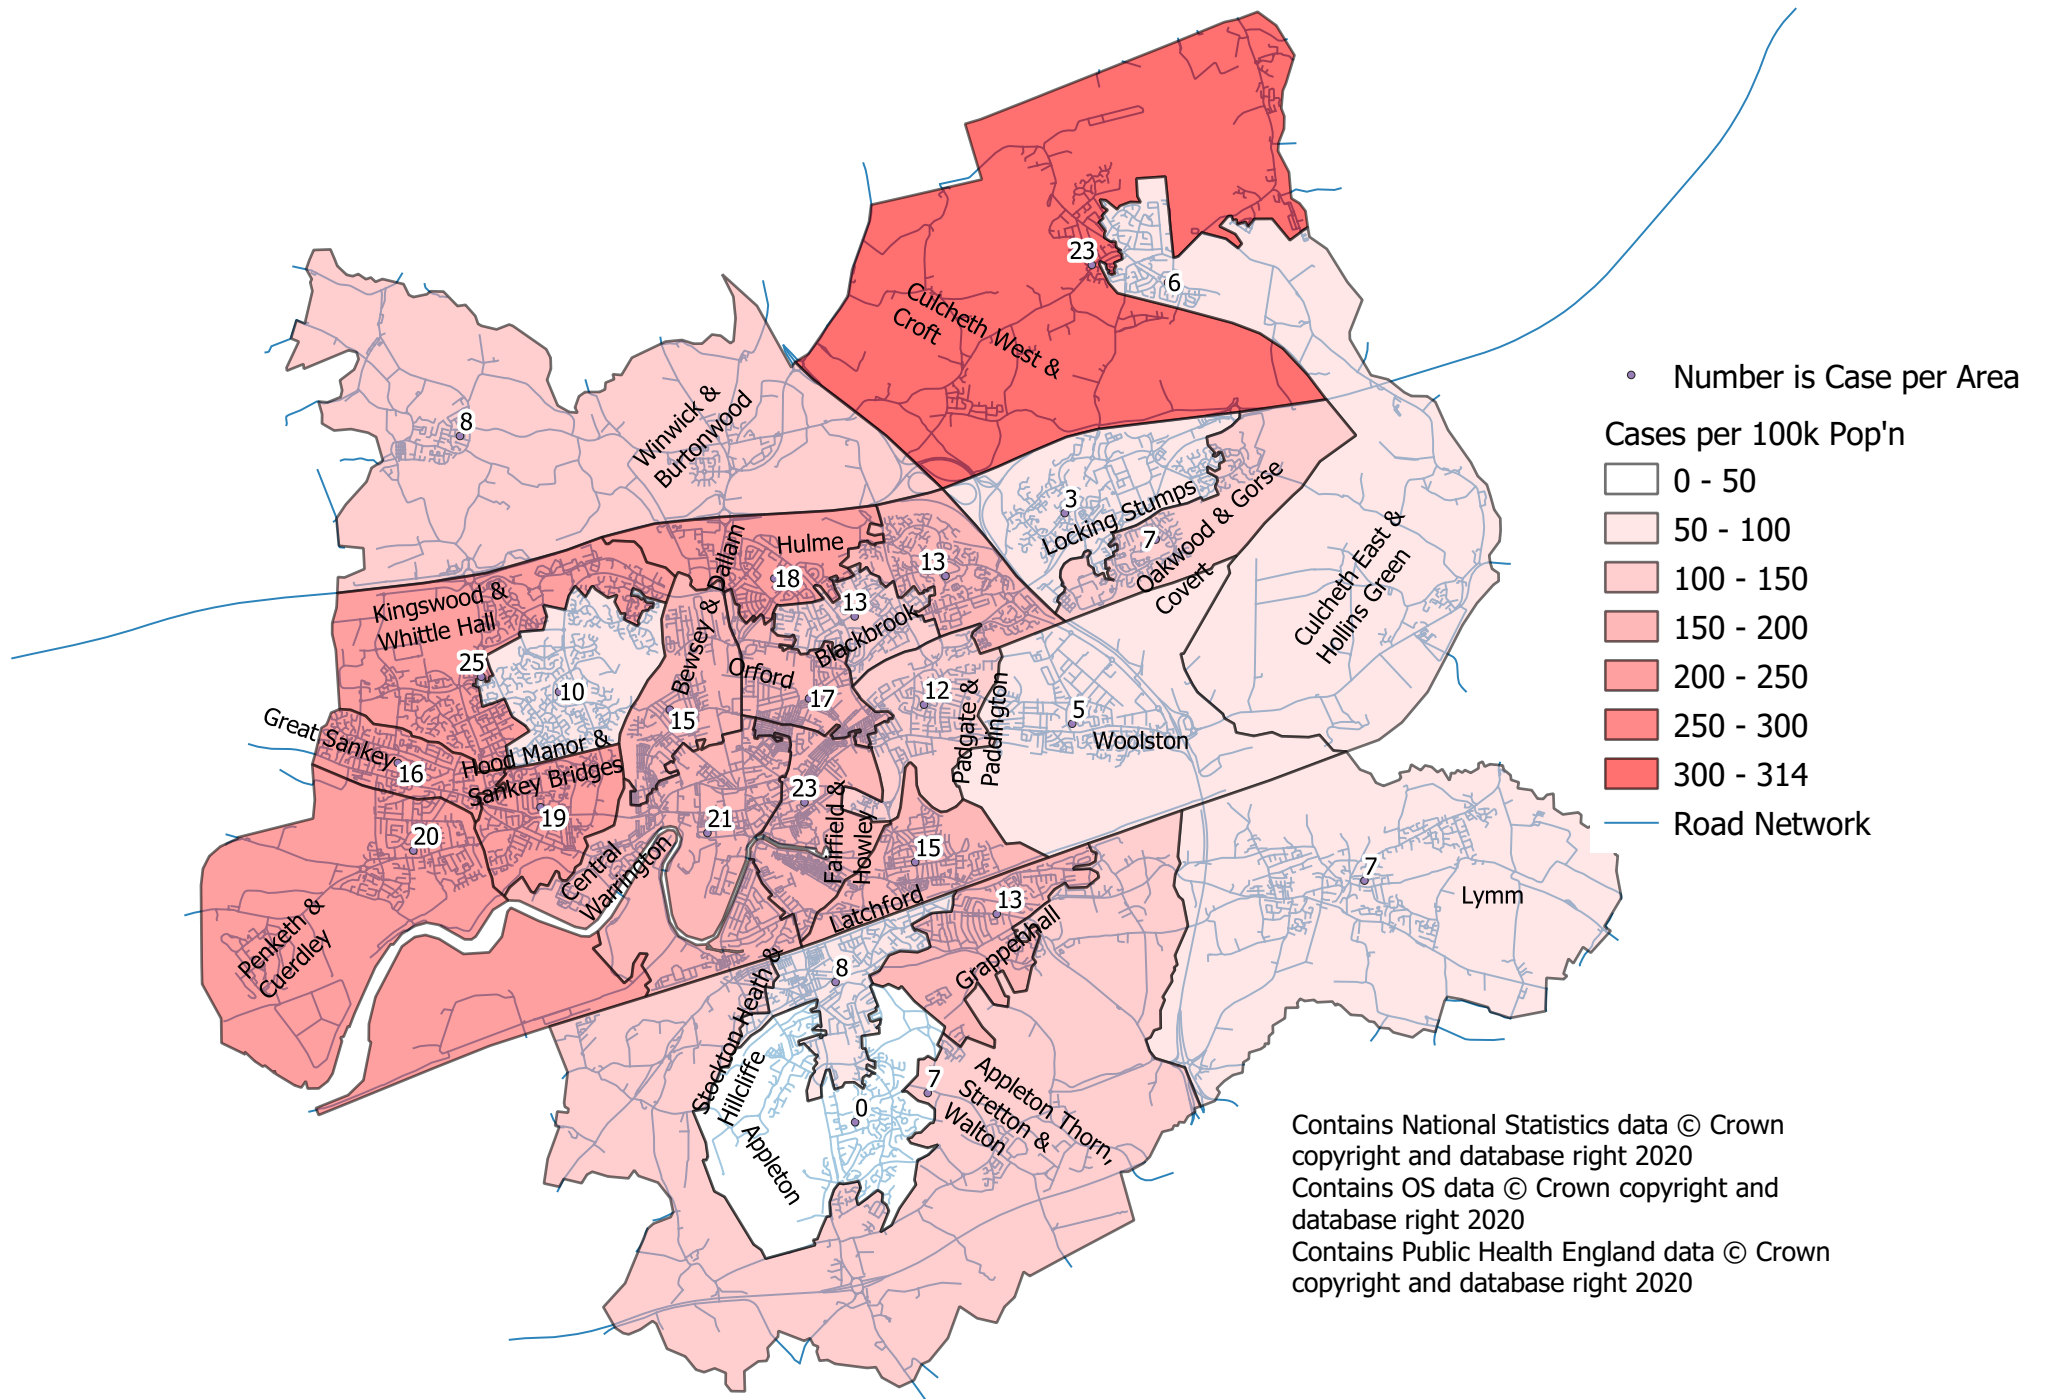 23
6
Culcheth West &
Croft
8
Winwick &
Burtonwood
3
Locking Stumps
7
Oakwood & Gorse
Covert
Culcheth East &
Hollins Green
Hulme
18
13
13
Blackbrook
Kingswood &
Whittle Hall
25
10
Bewsey & Dallam
15
Orford
17
12
Padgate &
Paddington
5
Woolston
Great Sankey
16
Hood Manor &
Sankey Bridges
19
20
Penketh &
Cuerdley
21
Central
Warrington
23
Fairfield &
Howley
15
Latchford
13
Grappenhall
7
Lymm
8
Stockton Heath &
Hillcliffe
0
Appleton
7
Appleton Thorn,
Stretton &
Walton
Number is Case per Area
Cases per 100k Pop'n
0 - 50
50 - 100
100 - 150
150 - 200
200 - 250
250 - 300
300 - 314
Road Network
Contains National Statistics data © Crown
copyright and database right 2020
Contains OS data © Crown copyright and
database right 2020
Contains Public Health England data © Crown
copyright and database right 2020